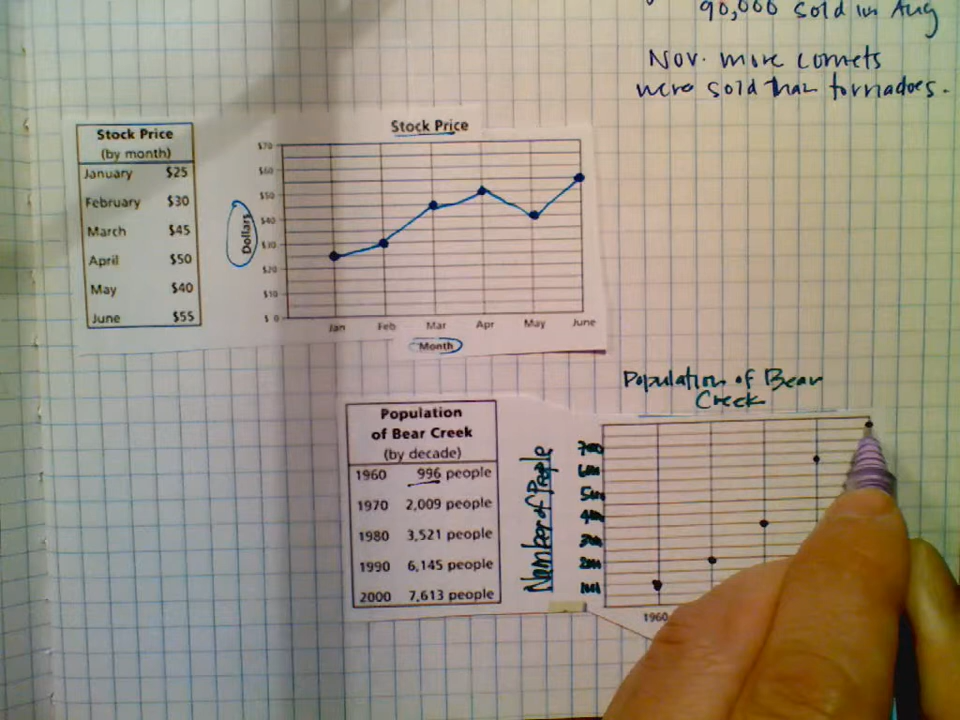 90,000 sold in Aug
Nov. more comets
were sold than tornadoes.
Stock Price
(by month)
January $25
February $30
March $45
April $50
May $40
June $55
Stock Price
$70
$60
$50
$40
$30
$20
$10
$ 0
Dollars
Jan Feb Mar Apr May June
Month
Population
of Bear Creek
(by decade)
1960 996 people
1970 2,009 people
1980 3,521 people
1990 6,145 people
2000 7,613 people
Population of Bear
Creek
Number of People
1960